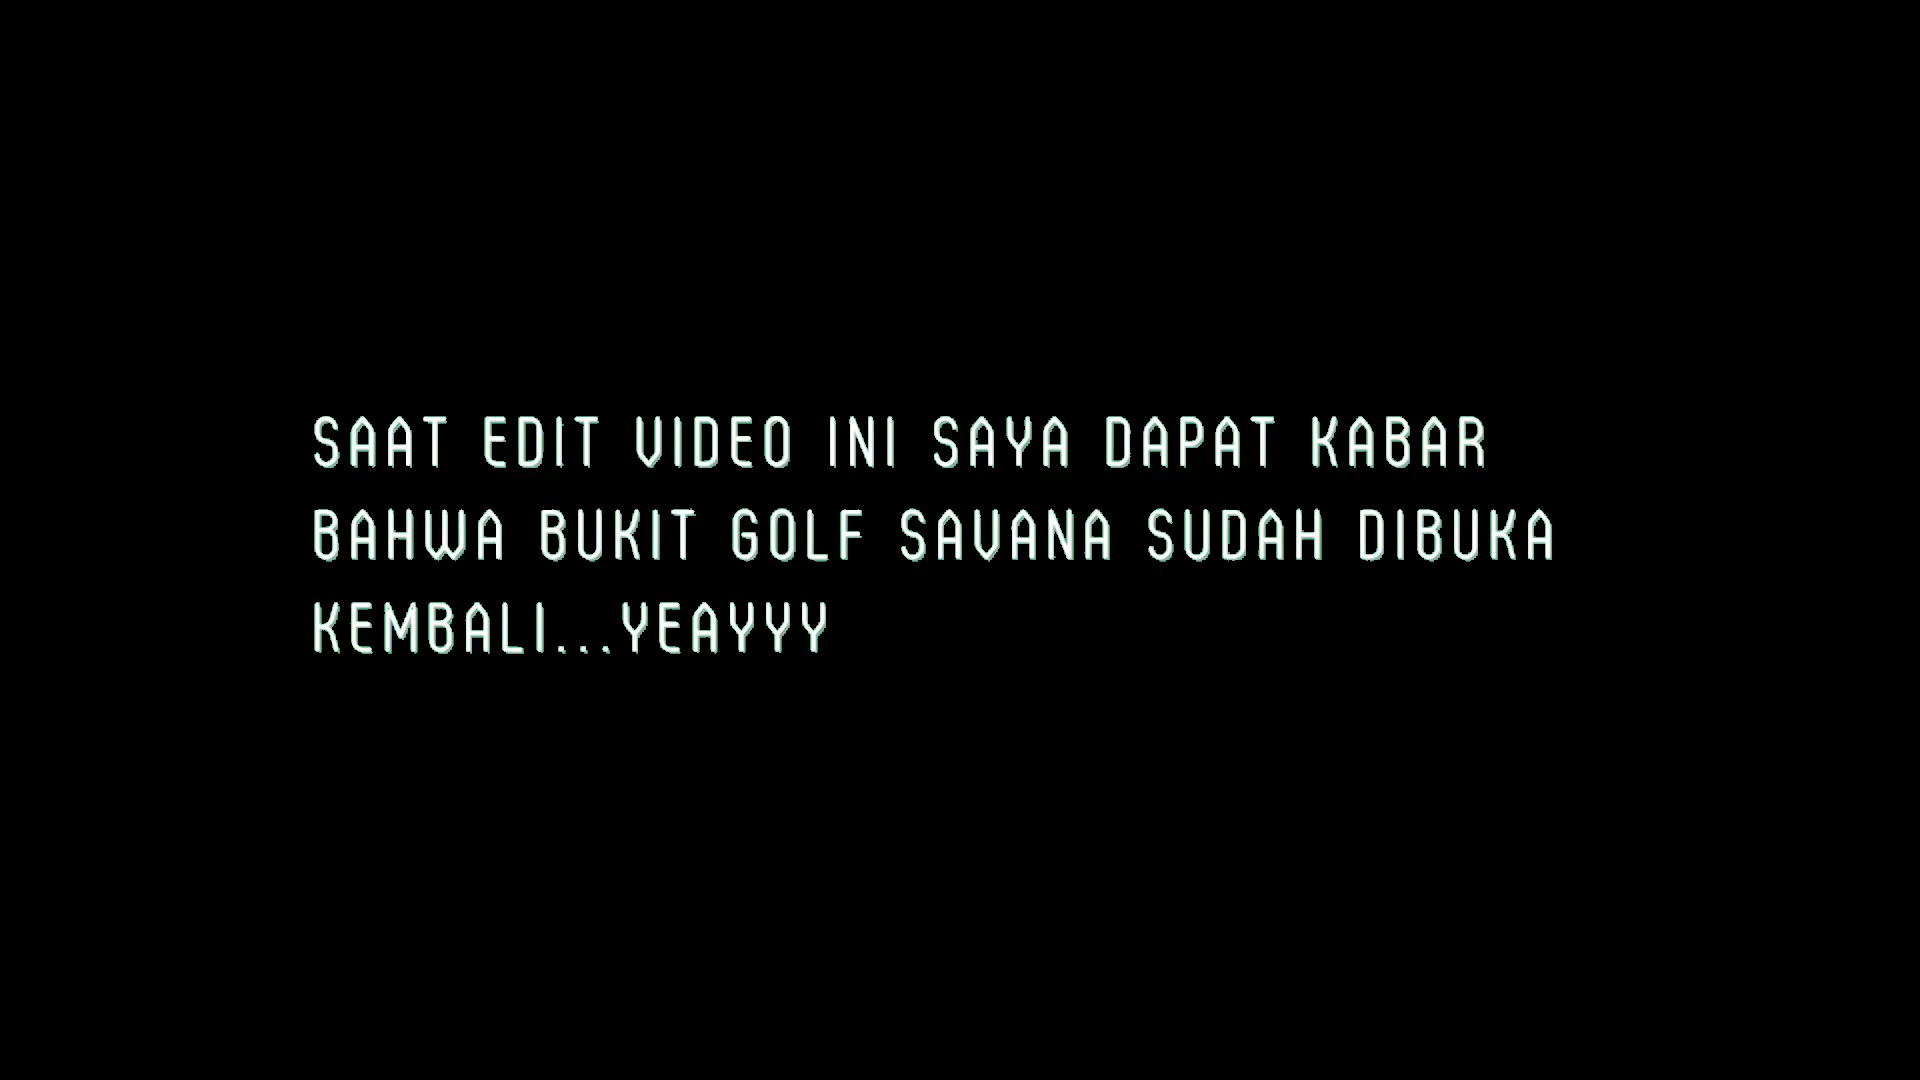 SAAT EDIT VIDEO INI SAYA DAPAT KABAR
BAHWA BUKIT GOLF SAVANA SUDAH DIBUKA
KEMBALI...YEAYYY